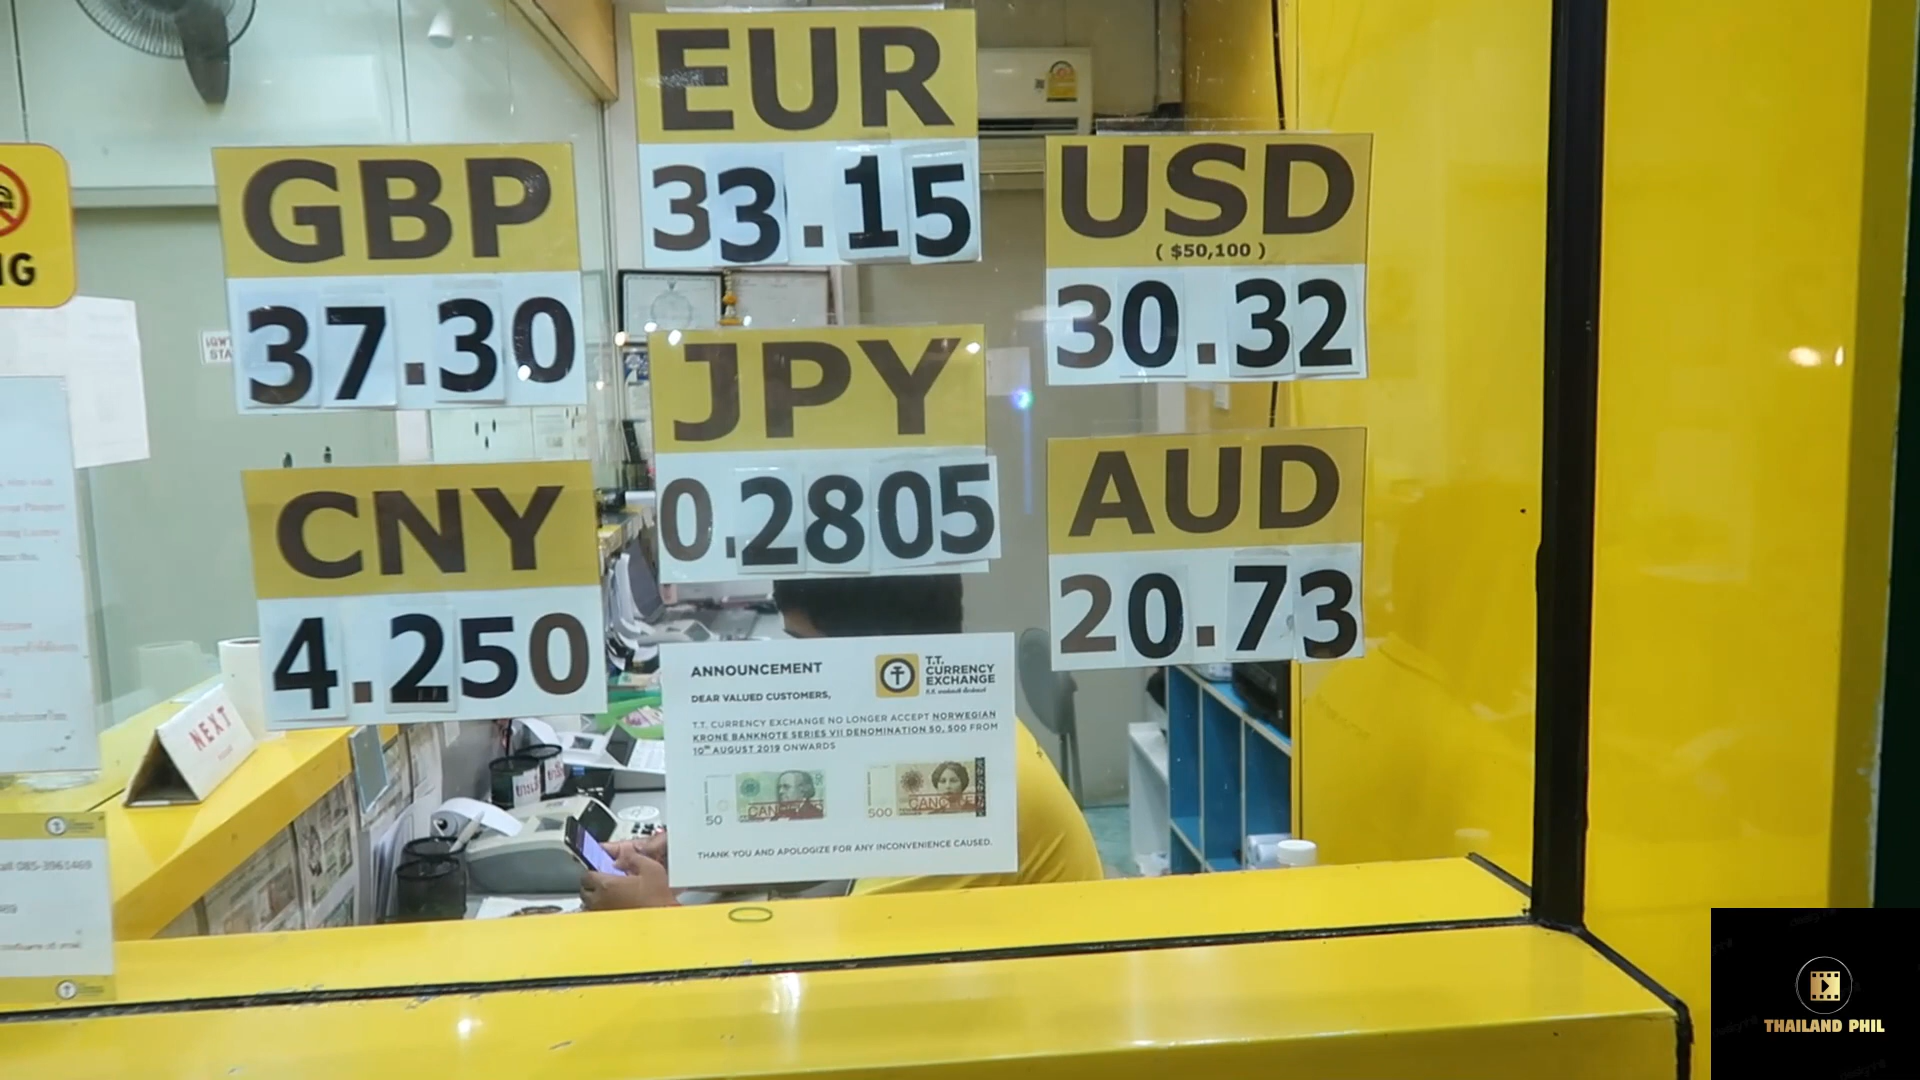 EUR
33.15
GBP
37.30
USD
( $50,100 )
30.32
JPY
0.2805
CNY
4.250
AUD
20.73
NEXT
ANNOUNCEMENT
T.T.
CURRENCY
EXCHANGE
DEAR VALUED CUSTOMERS,
T.T. CURRENCY EXCHANGE NO LONGER ACCEPT NORWEGIAN
KRONE BANKNOTE SERIES VII DENOMINATION 50, 500 FROM
10TH AUGUST 2019 ONWARDS
50
500
THANK YOU AND APOLOGIZE FOR ANY INCONVENIENCE CAUSED.
THAILAND PHIL